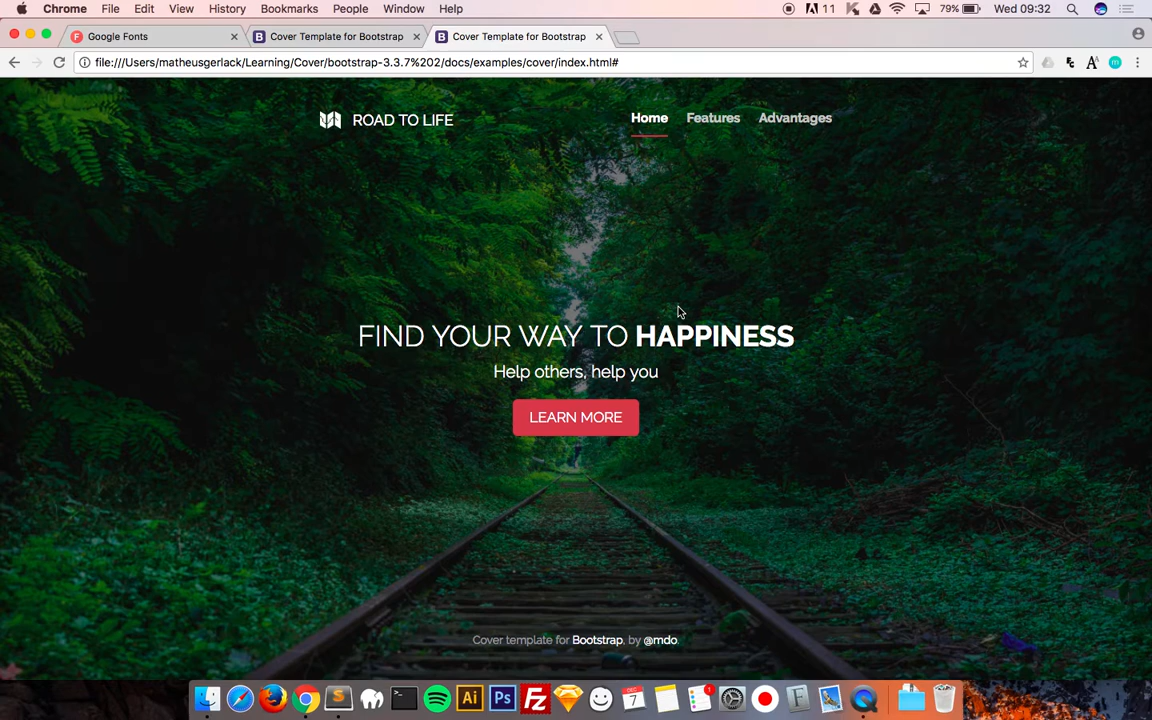 Chrome File Edit View History Bookmarks People Window Help 11 79% Wed 09:32
Google Fonts Cover Template for Bootstrap Cover Template for Bootstrap
file:///Users/matheusgerlack/Learning/Cover/bootstrap-3.3.7%202/docs/examples/cover/index.html#
ROAD TO LIFE Home Features Advantages
FIND YOUR WAY TO HAPPINESS
Help others, help you
LEARN MORE
Cover template for Bootstrap, by @mdo.